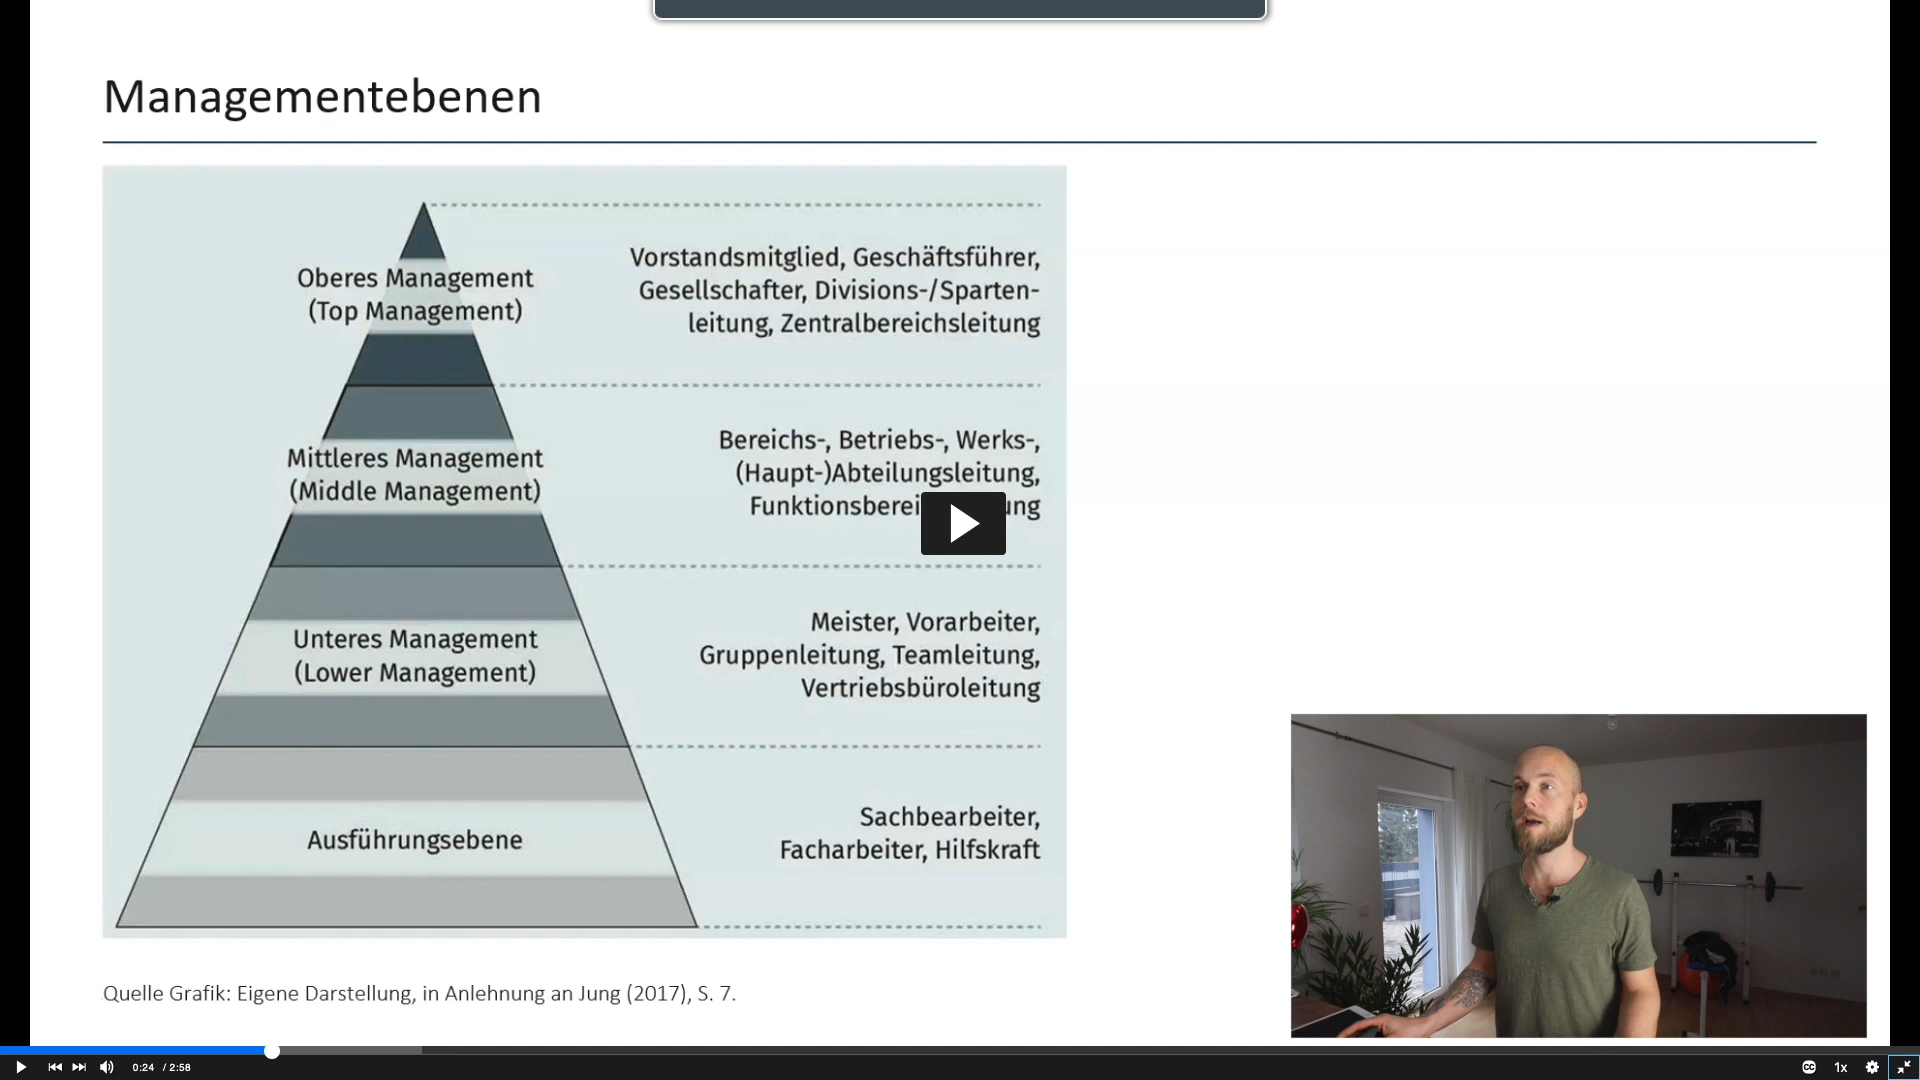 Managementebenen
Oberes Management
(Top Management)
Vorstandsmitglied, Geschäftsführer,
Gesellschafter, Divisions-/Sparten-
leitung, Zentralbereichsleitung
Mittleres Management
(Middle Management)
Bereichs-, Betriebs-, Werks-,
(Haupt-)Abteilungsleitung,
Unteres Management
(Lower Management)
Meister, Vorarbeiter,
Gruppenleitung, Teamleitung,
Vertriebsbüroleitung
Ausführungsebene
Sachbearbeiter,
Facharbeiter, Hilfskraft
Quelle Grafik: Eigene Darstellung, in Anlehnung an Jung (2017), S. 7.
0:24 / 2:58
CC
1x